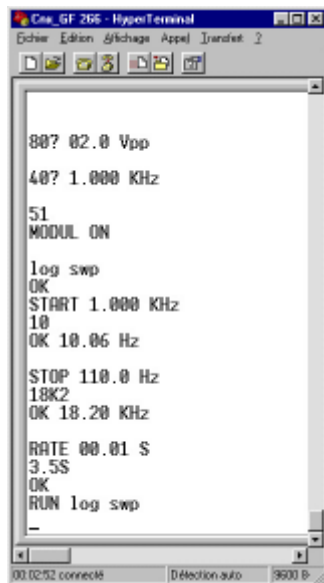 Cnx_GF 266 - HyperTerminal
Fichier Edition Affichage Appel Transfert ?
80? 02.0 Vpp
40? 1.000 KHz
51
MODUL ON
log swp
OK
START 1.000 KHz
10
OK 10.06 Hz
STOP 110.0 Hz
18K2
OK 18.20 KHz
RATE 00.01 S
3.5S
OK
RUN log swp
_
00:02:52 connecté
Détection auto
9600 8-